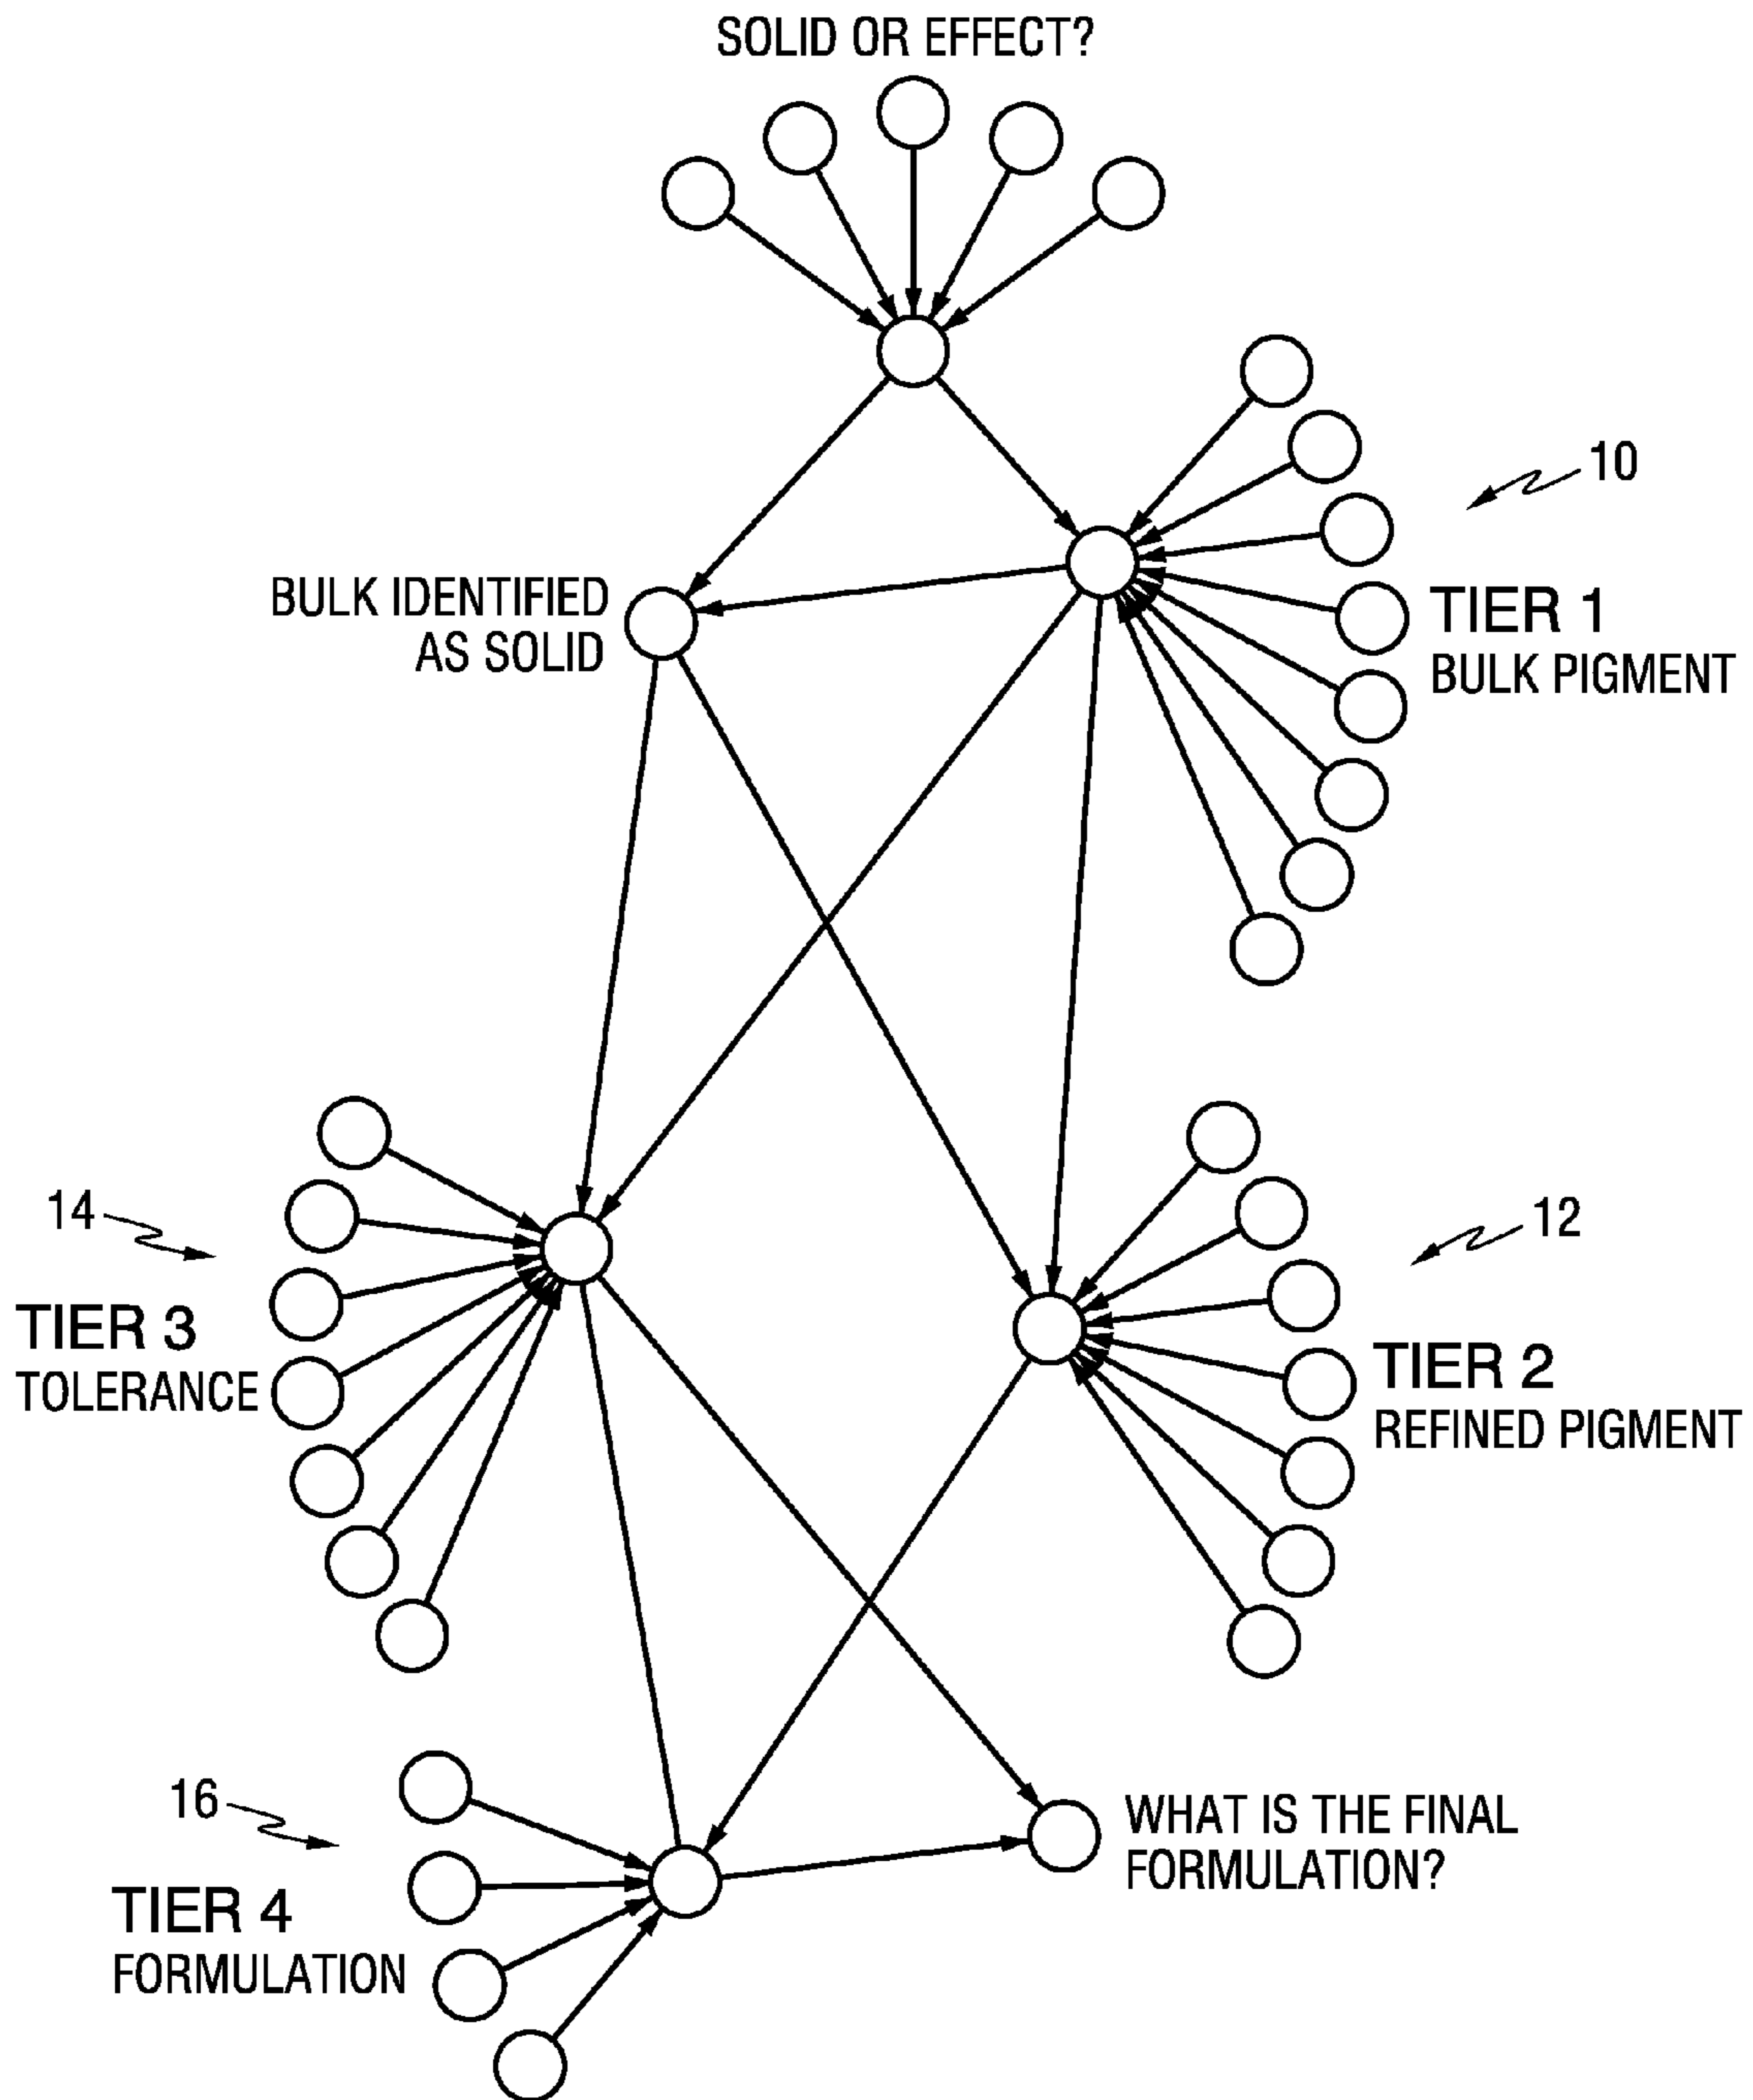 SOLID OR EFFECT?
10
BULK IDENTIFIED
AS SOLID
TIER 1
BULK PIGMENT
14
12
TIER 3
TOLERANCE
TIER 2
REFINED PIGMENT
16
WHAT IS THE FINAL
FORMULATION?
TIER 4
FORMULATION